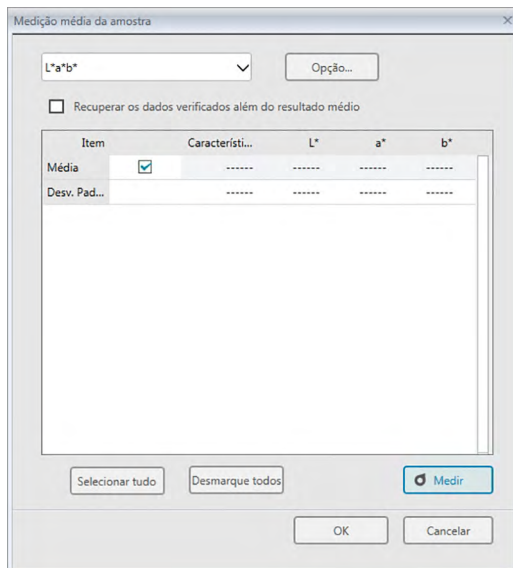 Medição média da amostra
L*a*b* Opção...
Recuperar os dados verificados além do resultado médio
Item Característi... L* a* b*
Média ------ ------ ------ ------
Desv. Pad... ------ ------ ------ ------
Selecionar tudo Desmarque todos Medir
OK Cancelar